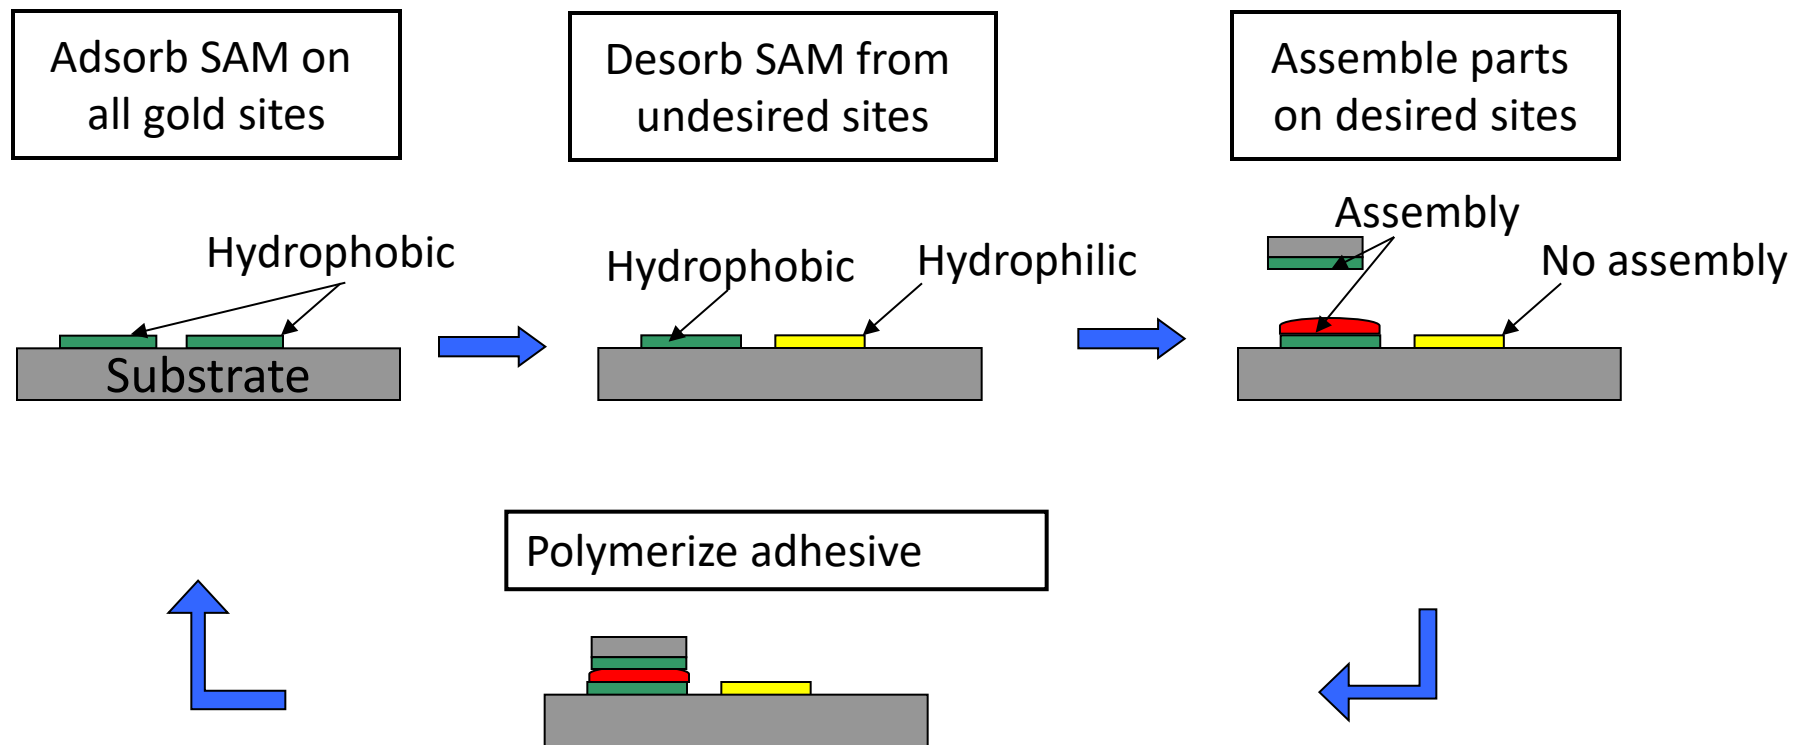 Adsorb SAM on
all gold sites
Desorb SAM from
undesired sites
Assemble parts
on desired sites
Hydrophobic
Substrate
Hydrophobic
Hydrophilic
Assembly
No assembly
Polymerize adhesive